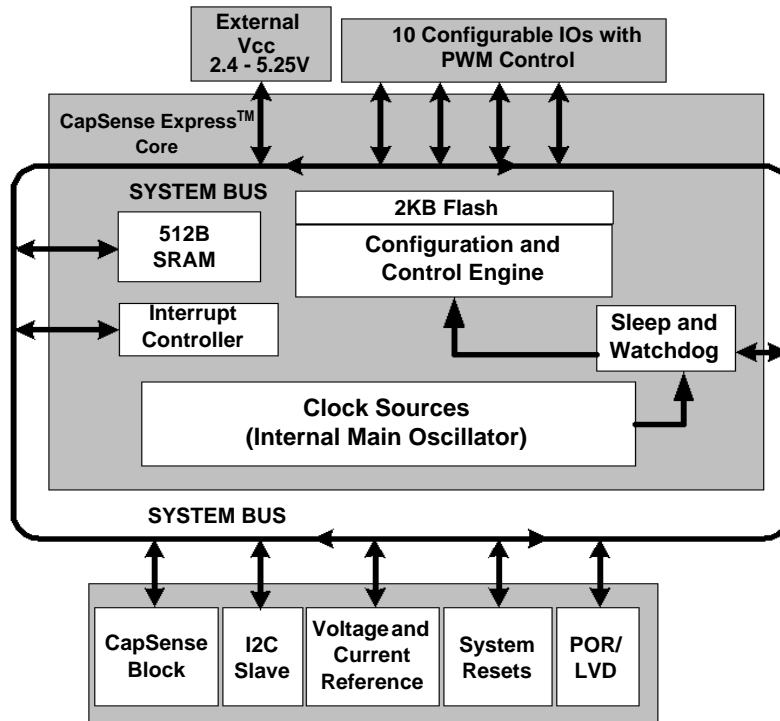 External
Vcc
2.4 - 5.25V
10 Configurable IOs with
PWM Control
CapSense Express™
Core
SYSTEM BUS
512B
SRAM
2KB Flash
Configuration and
Control Engine
Interrupt
Controller
Sleep and
Watchdog
Clock Sources
(Internal Main Oscillator)
SYSTEM BUS
CapSense
Block
I2C
Slave
Voltage and
Current
Reference
System
Resets
POR/
LVD